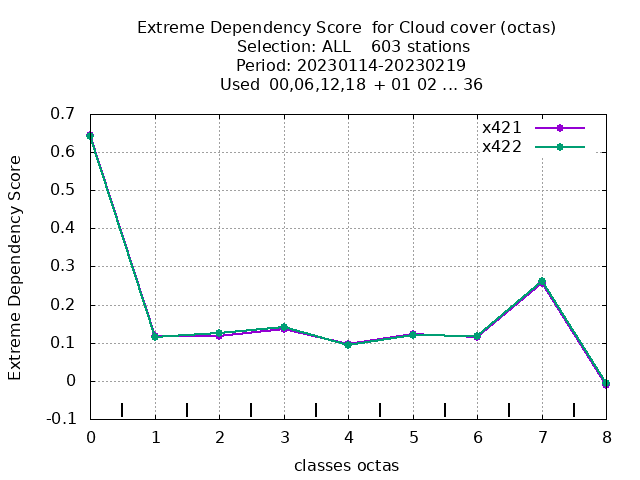 Extreme Dependency Score  for Cloud cover (octas)
Selection: ALL    603 stations
Period: 20230114-20230219
Used  00,06,12,18  + 01 02 ... 36
x421
x422
Extreme Dependency Score
0.7
0.6
0.5
0.4
0.3
0.2
0.1
0
-0.1
0 1 2 3 4 5 6 7 8
classes octas